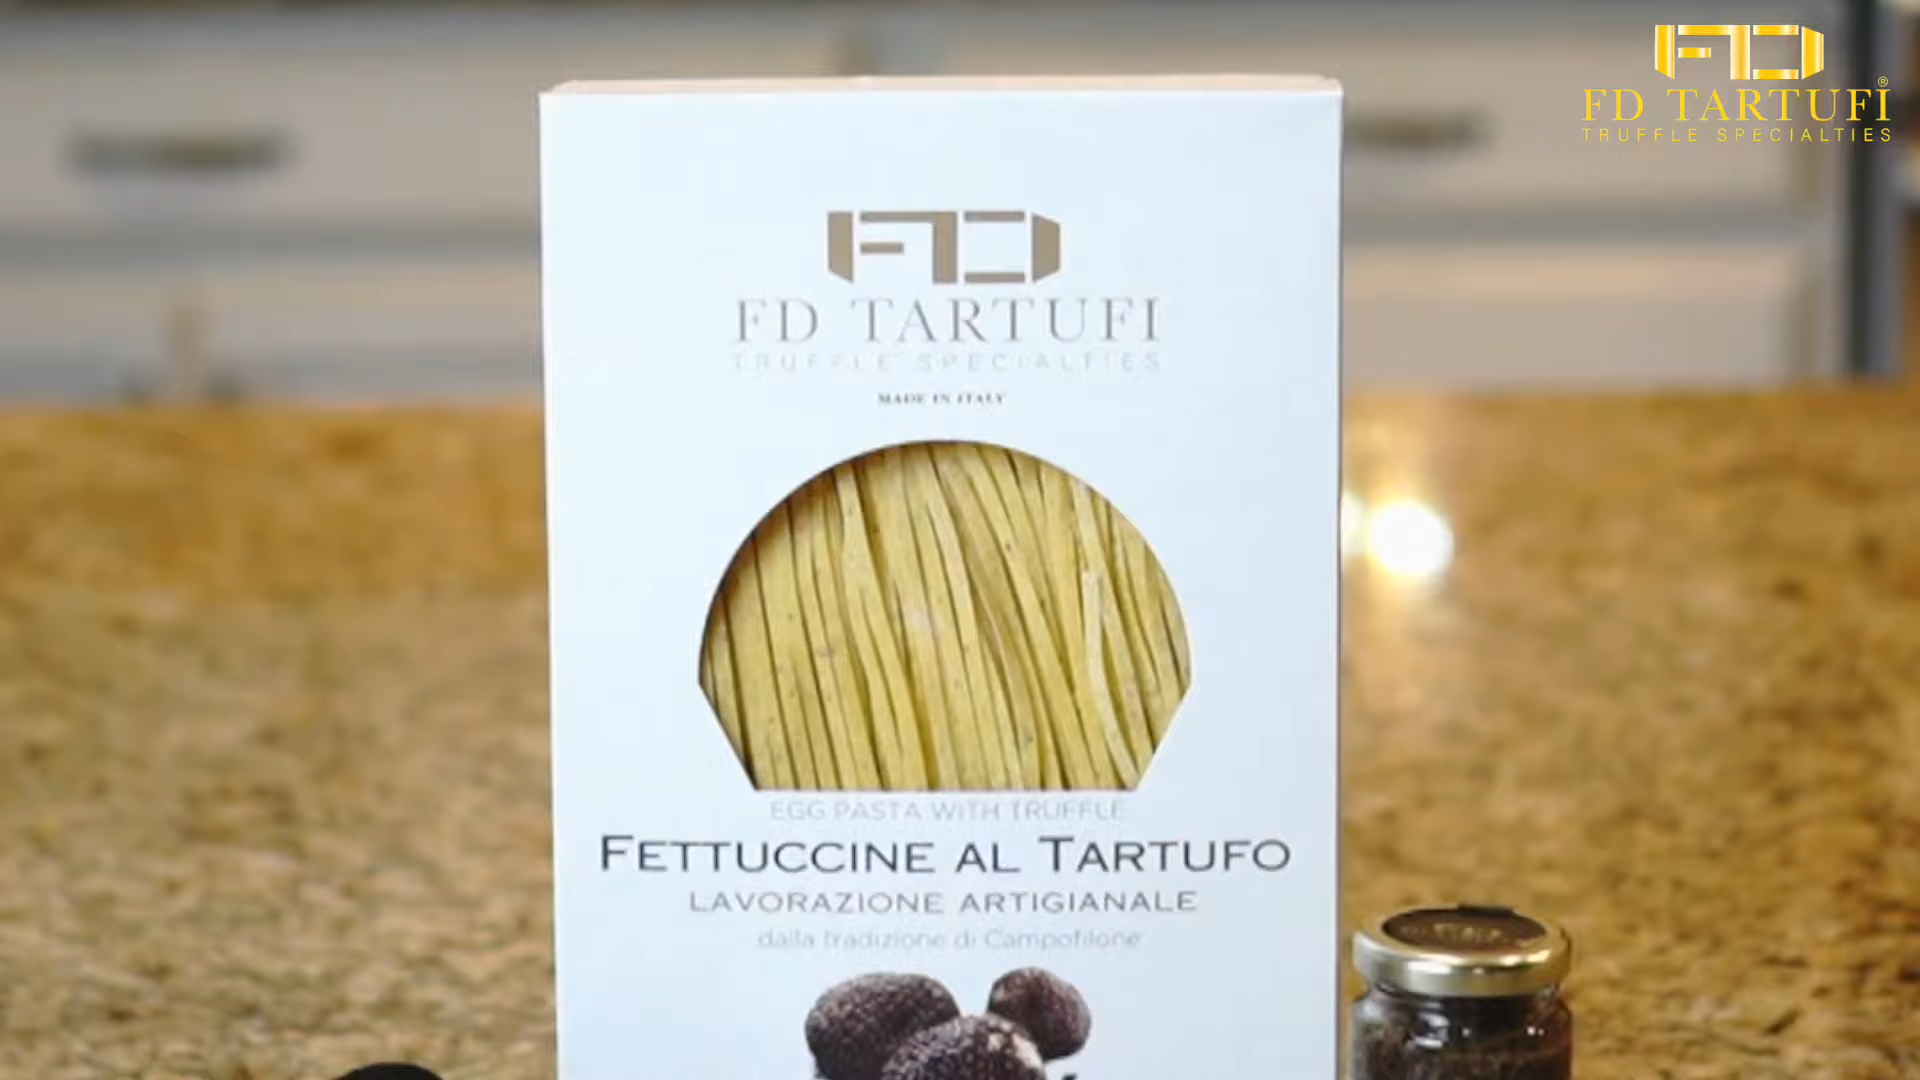 FD TARTUFI®
TRUFFLE SPECIALTIES
FD TARTUFI
TRUFFLE SPECIALTIES
MADE IN ITALY
EGG PASTA WITH TRUFFLE
FETTUCCINE AL TARTUFO
LAVORAZIONE ARTIGIANALE
dalla tradizione di Campofilone